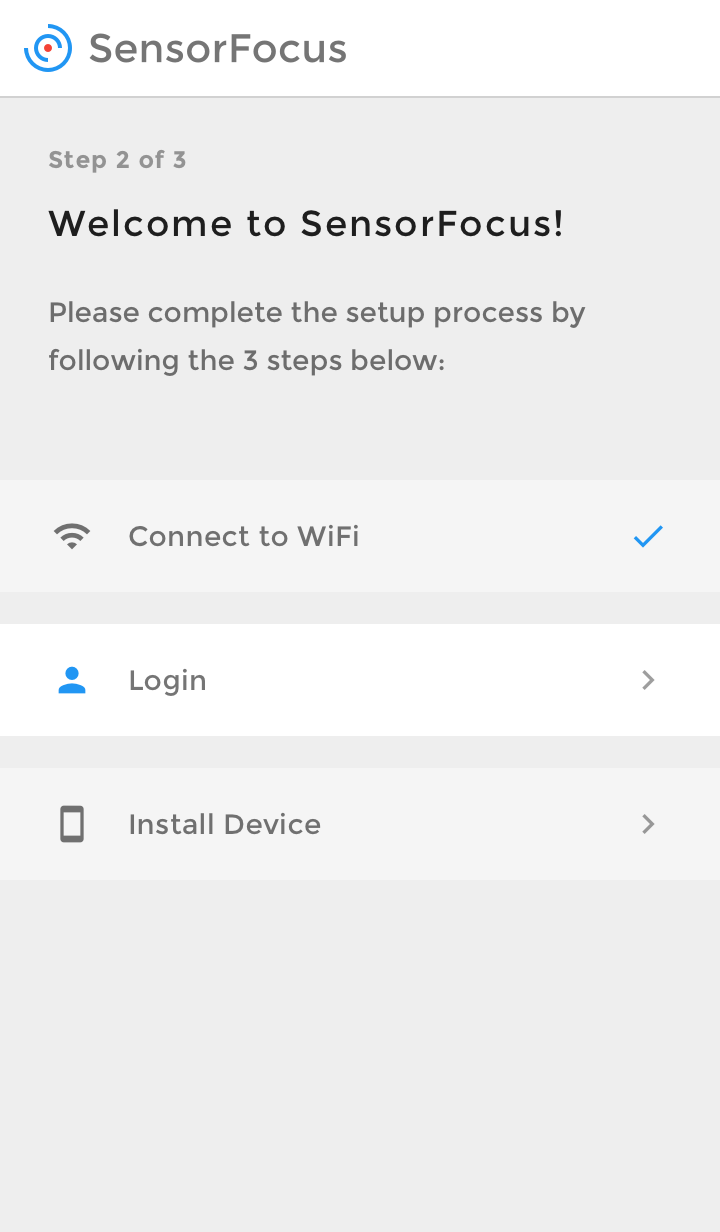 SensorFocus
Step 2 of 3
Welcome to SensorFocus!
Please complete the setup process by
following the 3 steps below:
Connect to WiFi
Login
Install Device